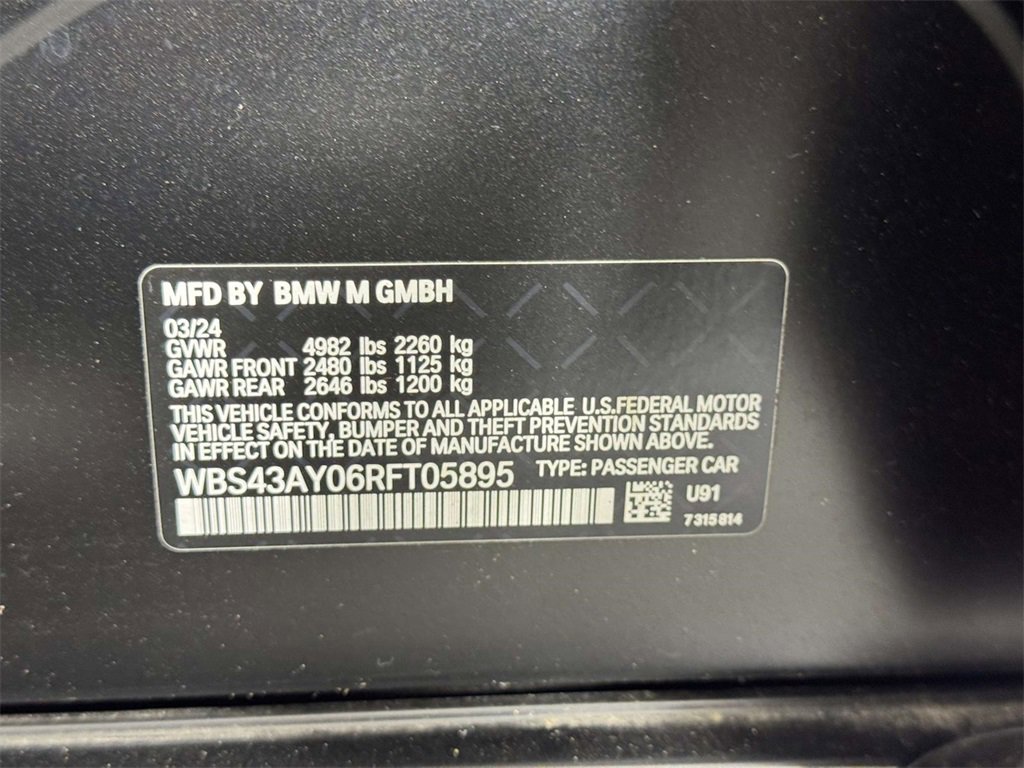 MFD BY BMW M GMBH
03/24
GVWR 4982 lbs 2260 kg
GAWR FRONT 2480 lbs 1125 kg
GAWR REAR 2646 lbs 1200 kg
THIS VEHICLE CONFORMS TO ALL APPLICABLE U.S.FEDERAL MOTOR
VEHICLE SAFETY, BUMPER AND THEFT PREVENTION STANDARDS
IN EFFECT ON THE DATE OF MANUFACTURE SHOWN ABOVE.
WBS43AY06RFT05895 TYPE: PASSENGER CAR
U91
7315814